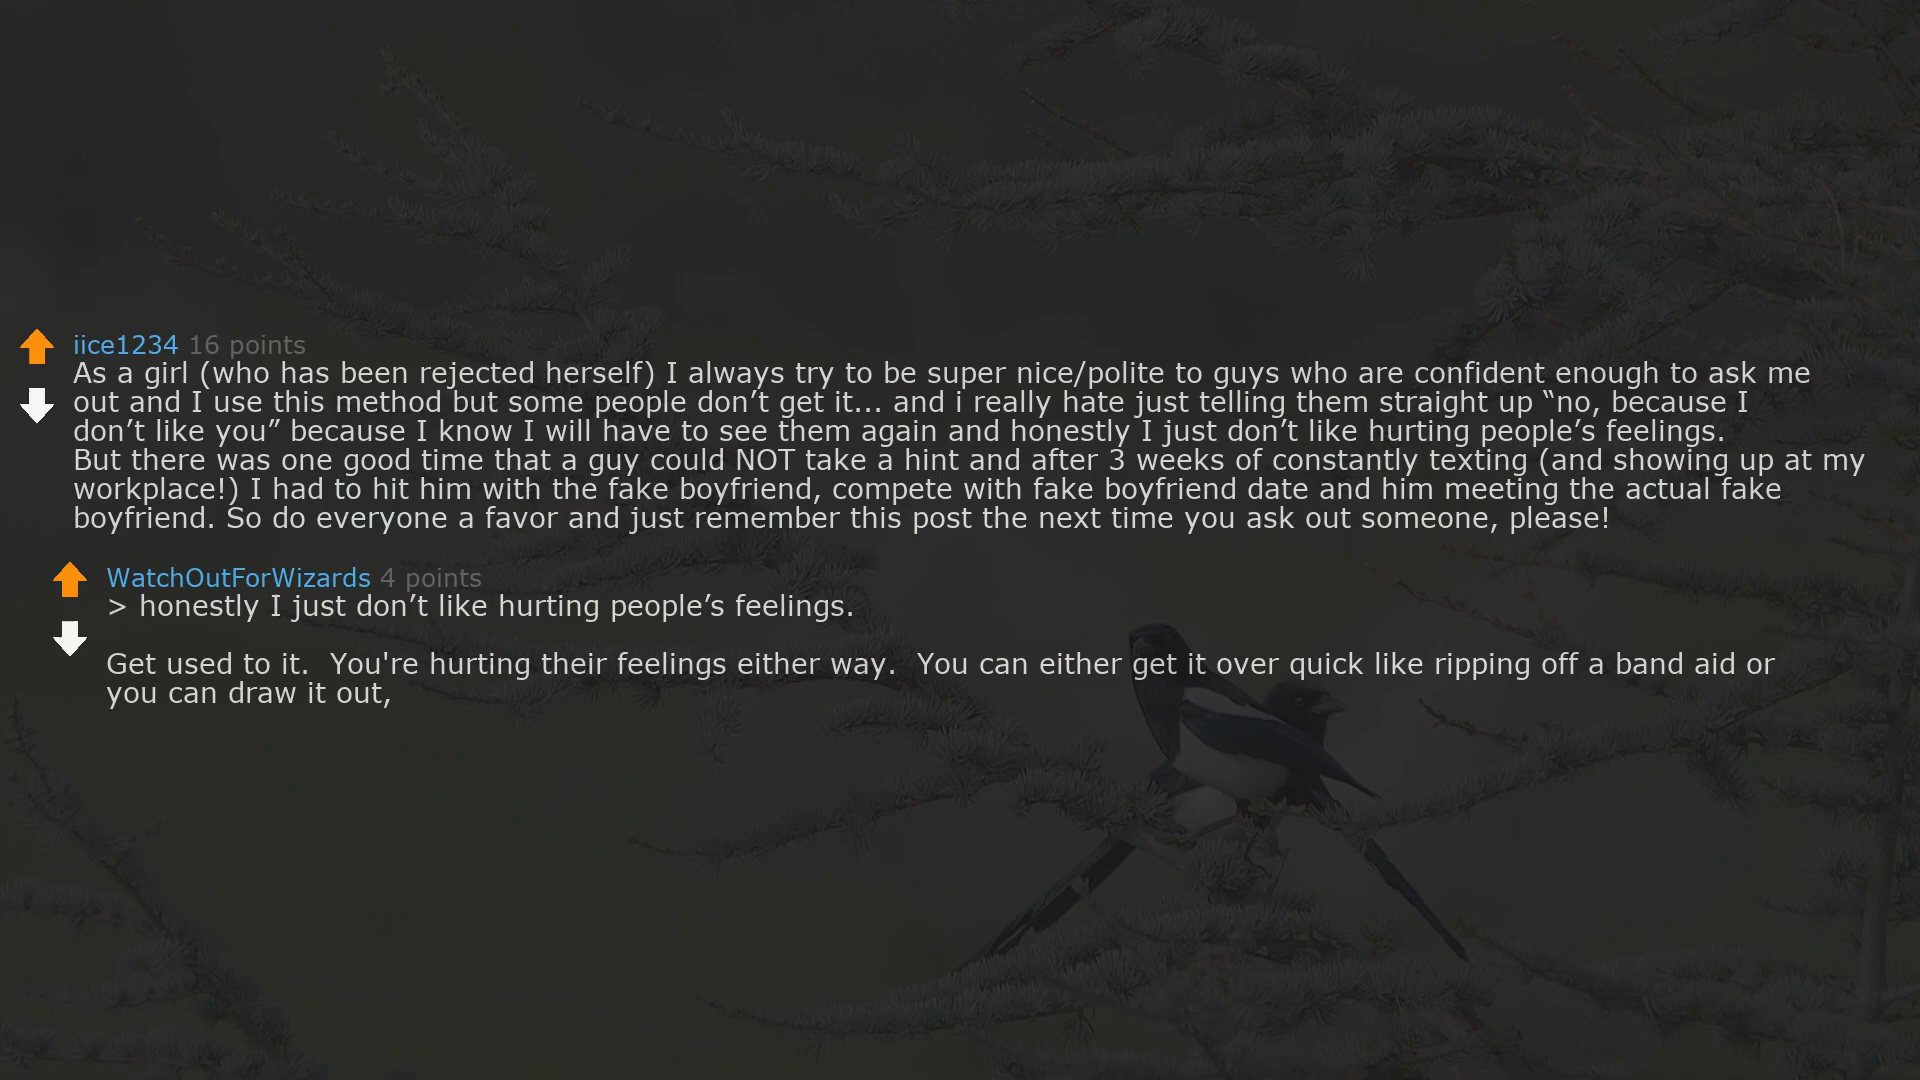 iice1234 16 points
As a girl (who has been rejected herself) I always try to be super nice/polite to guys who are confident enough to ask me
out and I use this method but some people don’t get it... and i really hate just telling them straight up “no, because I
don’t like you” because I know I will have to see them again and honestly I just don’t like hurting people’s feelings.
But there was one good time that a guy could NOT take a hint and after 3 weeks of constantly texting (and showing up at my
workplace!) I had to hit him with the fake boyfriend, compete with fake boyfriend date and him meeting the actual fake
boyfriend. So do everyone a favor and just remember this post the next time you ask out someone, please!
WatchOutForWizards 4 points
> honestly I just don’t like hurting people’s feelings.
Get used to it.  You're hurting their feelings either way.  You can either get it over quick like ripping off a band aid or
you can draw it out,